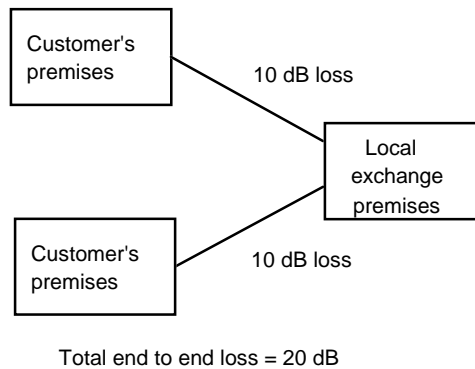 Customer's
premises
10 dB loss
Local
exchange
premises
Customer's
premises
10 dB loss
Total end to end loss = 20 dB